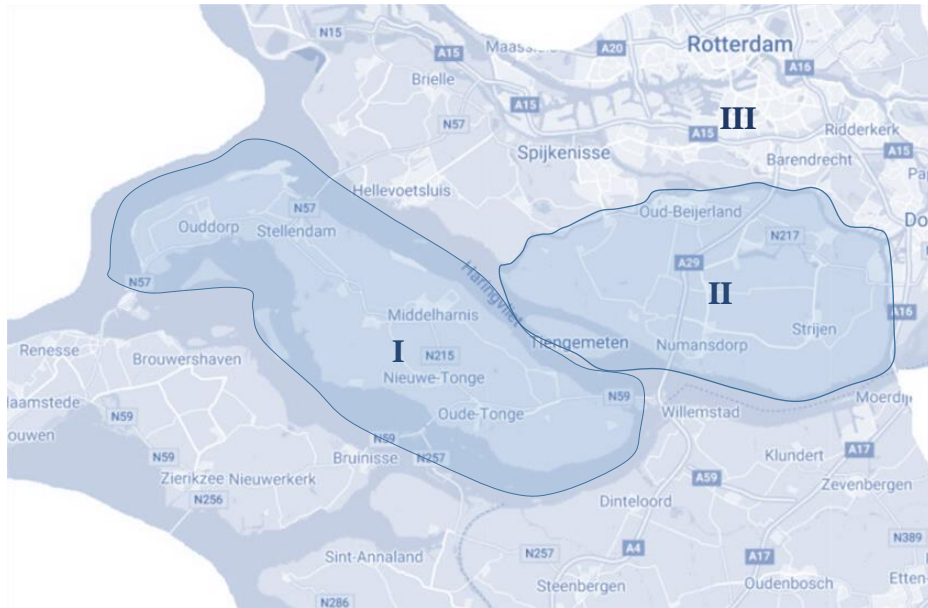 N15
Maassluis
A20
Rotterdam
A15
A16
Brielle
A15
III
N57
A15
Ridderkerk
Spijkenisse
A15
Barendrecht
Hellevoetsluis
N57
Oud-Beijerland
Ouddorp
Stellendam
N217
A29
N57
Haringvliet
II
A16
Middelharnis
Strijen
Renesse
Brouwershaven
I
N215
Tiengemeten
Numansdorp
Nieuwe-Tonge
N59
Oude-Tonge
Willemstad
N59
N59
Bruinisse
N257
Klundert
A17
N59
Zierikzee
Nieuwerkerk
A59
Zevenbergen
N256
Dinteloord
N389
Sint-Annaland
N257
A4
A17
Steenbergen
Oudenbosch
Etten-
N286